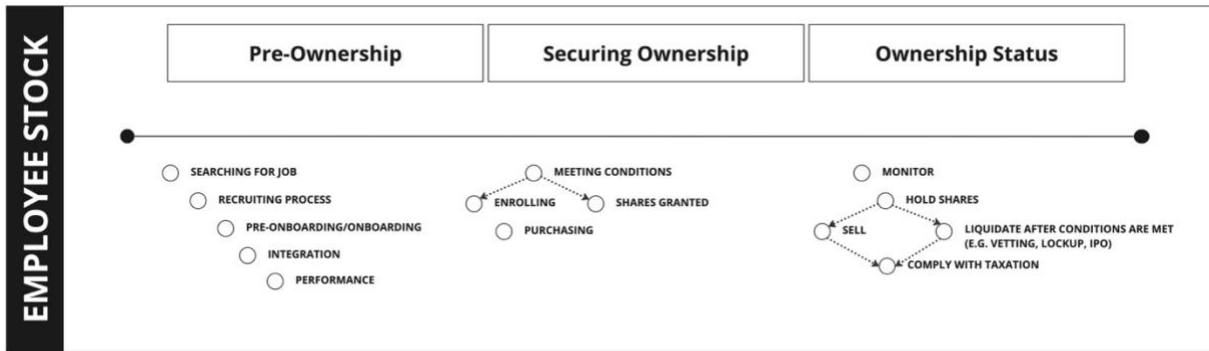 EMPLOYEE STOCK
Pre-Ownership
Securing Ownership
Ownership Status
SEARCHING FOR JOB
RECRUITING PROCESS
PRE-ONBOARDING/ONBOARDING
INTEGRATION
PERFORMANCE
MEETING CONDITIONS
ENROLLING
SHARES GRANTED
PURCHASING
MONITOR
HOLD SHARES
SELL
LIQUIDATE AFTER CONDITIONS ARE MET
(E.G. VETTING, LOCKUP, IPO)
COMPLY WITH TAXATION